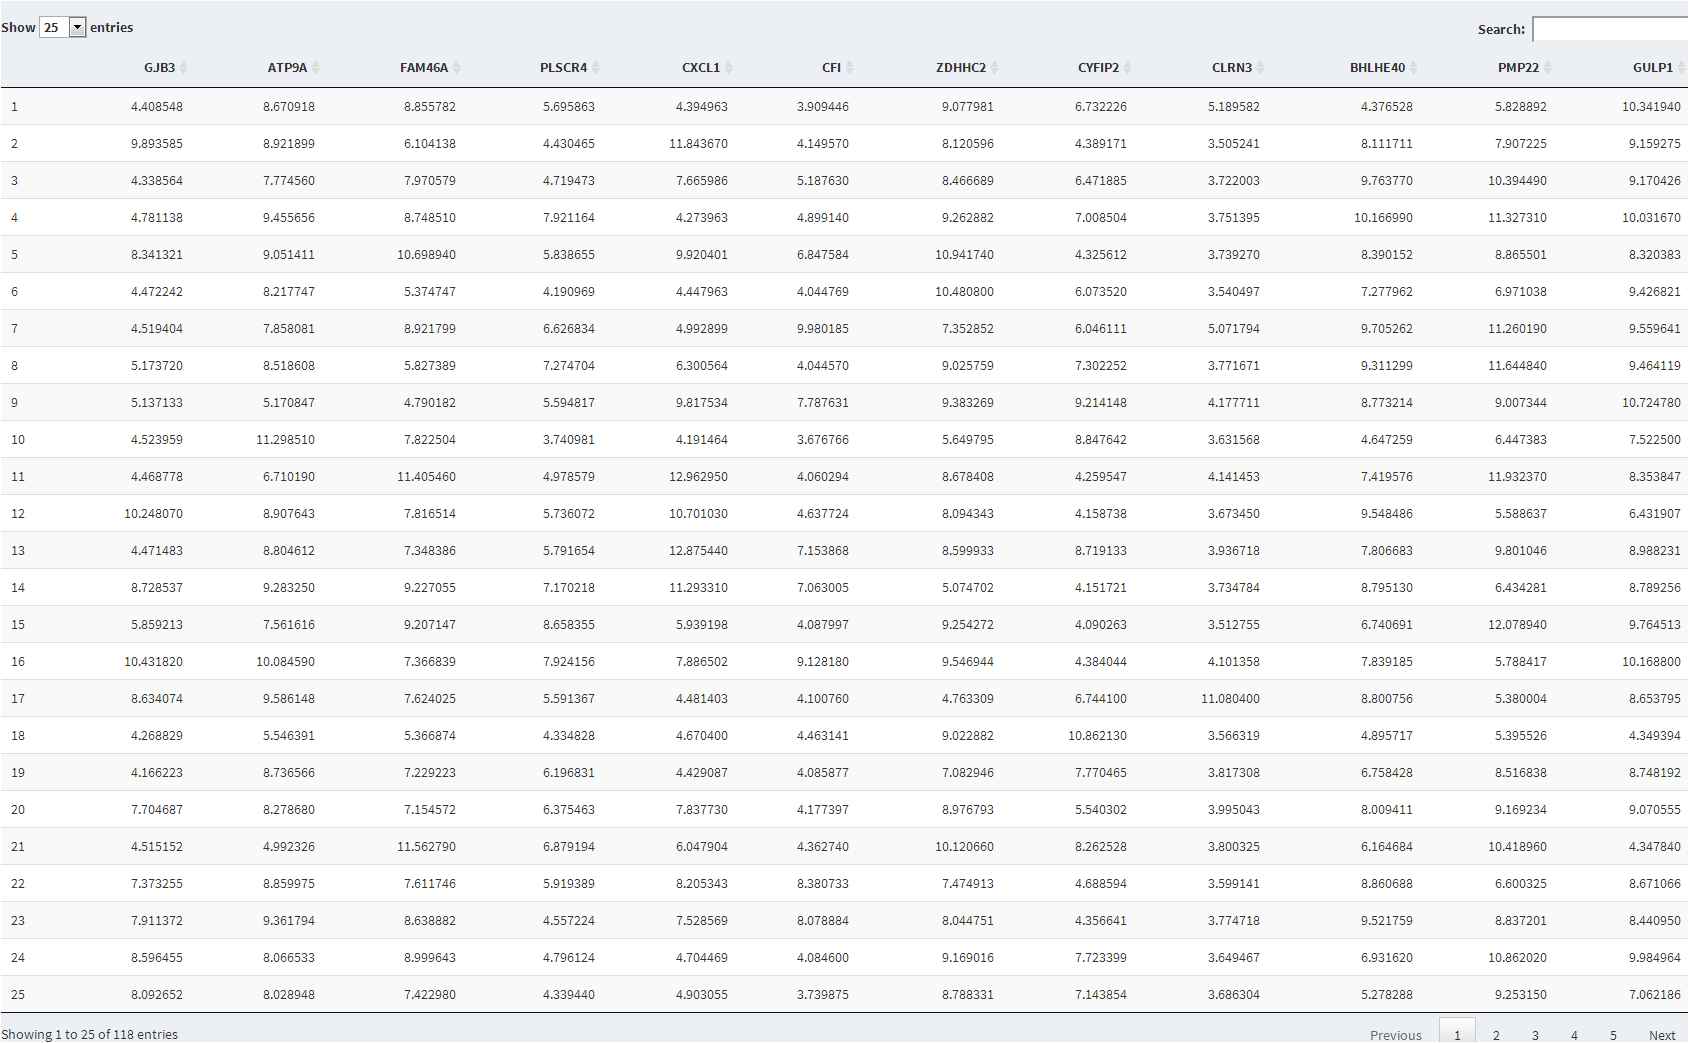 Show 25 entries Search:
GJB3 ATP9A FAM46A PLSCR4 CXCL1 CFI ZDHHC2 CYFIP2 CLRN3 BHLHE40 PMP22 GULP1
1 4.408548 8.670918 8.855782 5.695863 4.394963 3.909446 9.077981 6.732226 5.189582 4.376528 5.828892 10.341940
2 9.893585 8.921899 6.104138 4.430465 11.843670 4.149570 8.120596 4.389171 3.505241 8.111711 7.907225 9.159275
3 4.338564 7.774560 7.970579 4.719473 7.665986 5.187630 8.466689 6.471885 3.722003 9.763770 10.394490 9.170426
4 4.781138 9.455656 8.748510 7.921164 4.273963 4.899140 9.262882 7.008504 3.751395 10.166990 11.327310 10.031670
5 8.341321 9.051411 10.698940 5.838655 9.920401 6.847584 10.941740 4.325612 3.739270 8.390152 8.865501 8.320383
6 4.472242 8.217747 5.374747 4.190969 4.447963 4.044769 10.480800 6.073520 3.540497 7.277962 6.971038 9.426821
7 4.519404 7.858081 8.921799 6.626834 4.992899 9.980185 7.352852 6.046111 5.071794 9.705262 11.260190 9.559641
8 5.173720 8.518608 5.827389 7.274704 6.300564 4.044570 9.025759 7.302252 3.771671 9.311299 11.644840 9.464119
9 5.137133 5.170847 4.790182 5.594817 9.817534 7.787631 9.383269 9.214148 4.177711 8.773214 9.007344 10.724780
10 4.523959 11.298510 7.822504 3.740981 4.191464 3.676766 5.649795 8.847642 3.631568 4.647259 6.447383 7.522500
11 4.468778 6.710190 11.405460 4.978579 12.962950 4.060294 8.678408 4.259547 4.141453 7.419576 11.932370 8.353847
12 10.248070 8.907643 7.816514 5.736072 10.701030 4.637724 8.094343 4.158738 3.673450 9.548486 5.588637 6.431907
13 4.471483 8.804612 7.348386 5.791654 12.875440 7.153868 8.599933 8.719133 3.936718 7.806683 9.801046 8.988231
14 8.728537 9.283250 9.227055 7.170218 11.293310 7.063005 5.074702 4.151721 3.734784 8.795130 6.434281 8.789256
15 5.859213 7.561616 9.207147 8.658355 5.939198 4.087997 9.254272 4.090263 3.512755 6.740691 12.078940 9.764513
16 10.431820 10.084590 7.366839 7.924156 7.886502 9.128180 9.546944 4.384044 4.101358 7.839185 5.788417 10.168800
17 8.634074 9.586148 7.624025 5.591367 4.481403 4.100760 4.763309 6.744100 11.080400 8.800756 5.380004 8.653795
18 4.268829 5.546391 5.366874 4.334828 4.670400 4.463141 9.022882 10.862130 3.566319 4.895717 5.395526 4.349394
19 4.166223 8.736566 7.229223 6.196831 4.429087 4.085877 7.082946 7.770465 3.817308 6.758428 8.516838 8.748192
20 7.704687 8.278680 7.154572 6.375463 7.837730 4.177397 8.976793 5.540302 3.995043 8.009411 9.169234 9.070555
21 4.515152 4.992326 11.562790 6.879194 6.047904 4.362740 10.120660 8.262528 3.800325 6.164684 10.418960 4.347840
22 7.373255 8.859975 7.611746 5.919389 8.205343 8.380733 7.474913 4.688594 3.599141 8.860688 6.600325 8.671066
23 7.911372 9.361794 8.638882 4.557224 7.528569 8.078884 8.044751 4.356641 3.774718 9.521759 8.837201 8.440950
24 8.596455 8.066533 8.999643 4.796124 4.704469 4.084600 9.169016 7.723399 3.649467 6.931620 10.862020 9.984964
25 8.092652 8.028948 7.422980 4.339440 4.903055 3.739875 8.788331 7.143854 3.686304 5.278288 9.253150 7.062186
Showing 1 to 25 of 118 entries Previous 1 2 3 4 5 Next